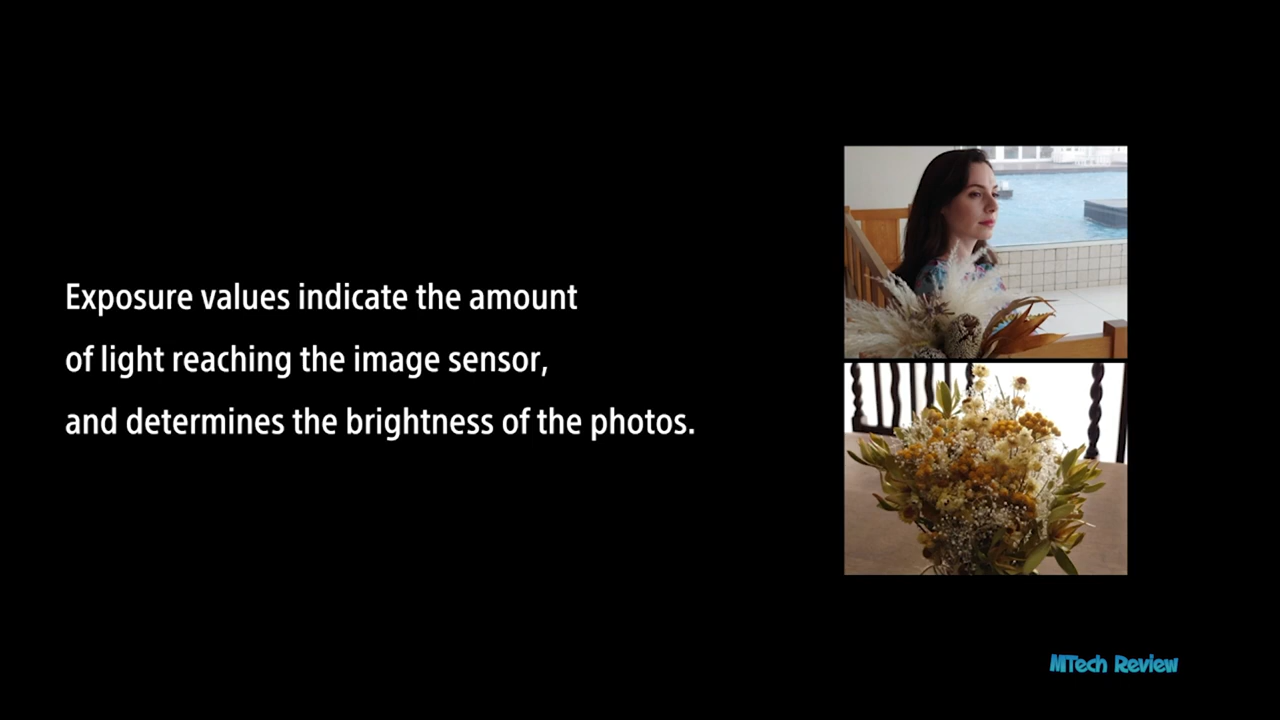 Exposure values indicate the amount
of light reaching the image sensor,
and determines the brightness of the photos.
MTech Review